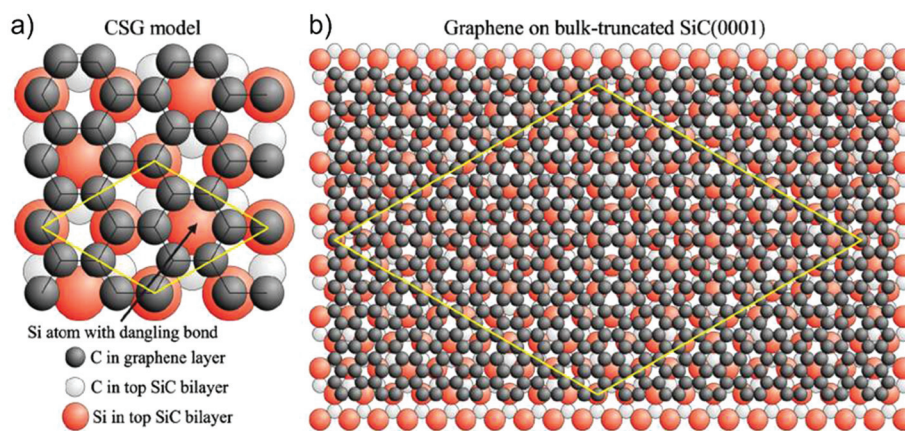 a)
CSG model
Si atom with dangling bond
C in graphene layer
C in top SiC bilayer
Si in top SiC bilayer
b)
Graphene on bulk-truncated SiC(0001)